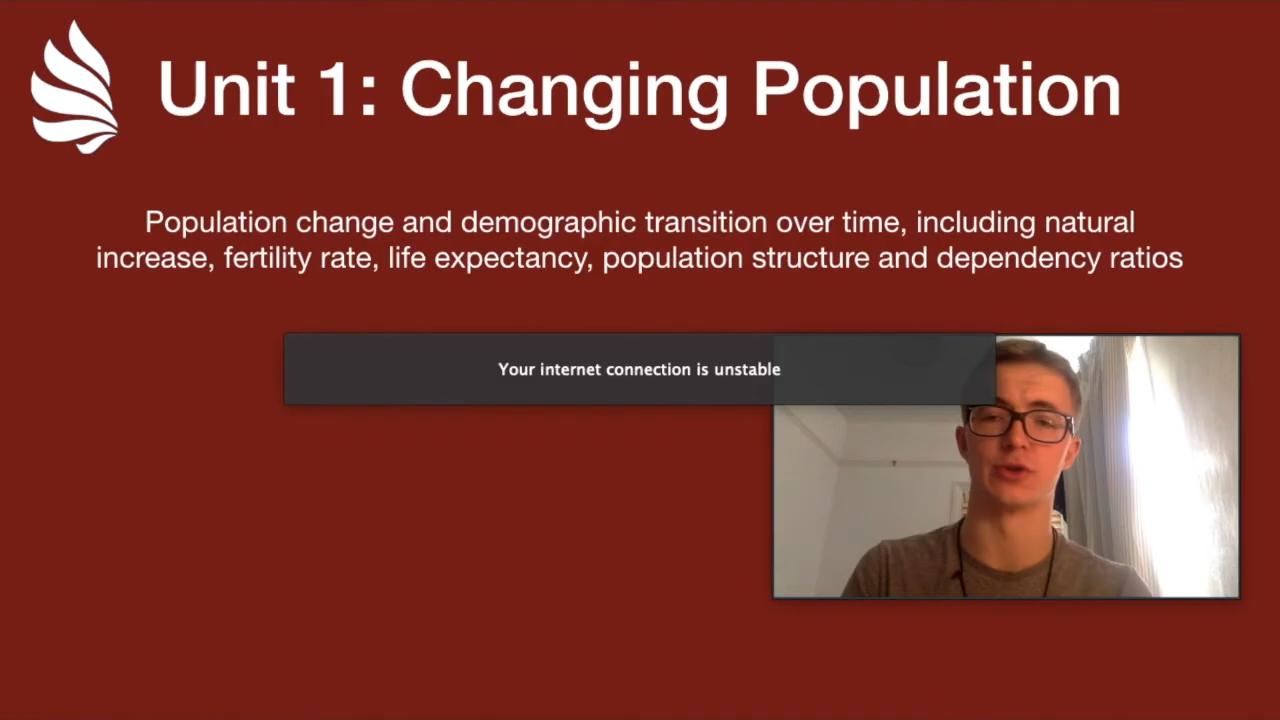 Unit 1: Changing Population
Population change and demographic transition over time, including natural
increase, fertility rate, life expectancy, population structure and dependency ratios
Your internet connection is unstable